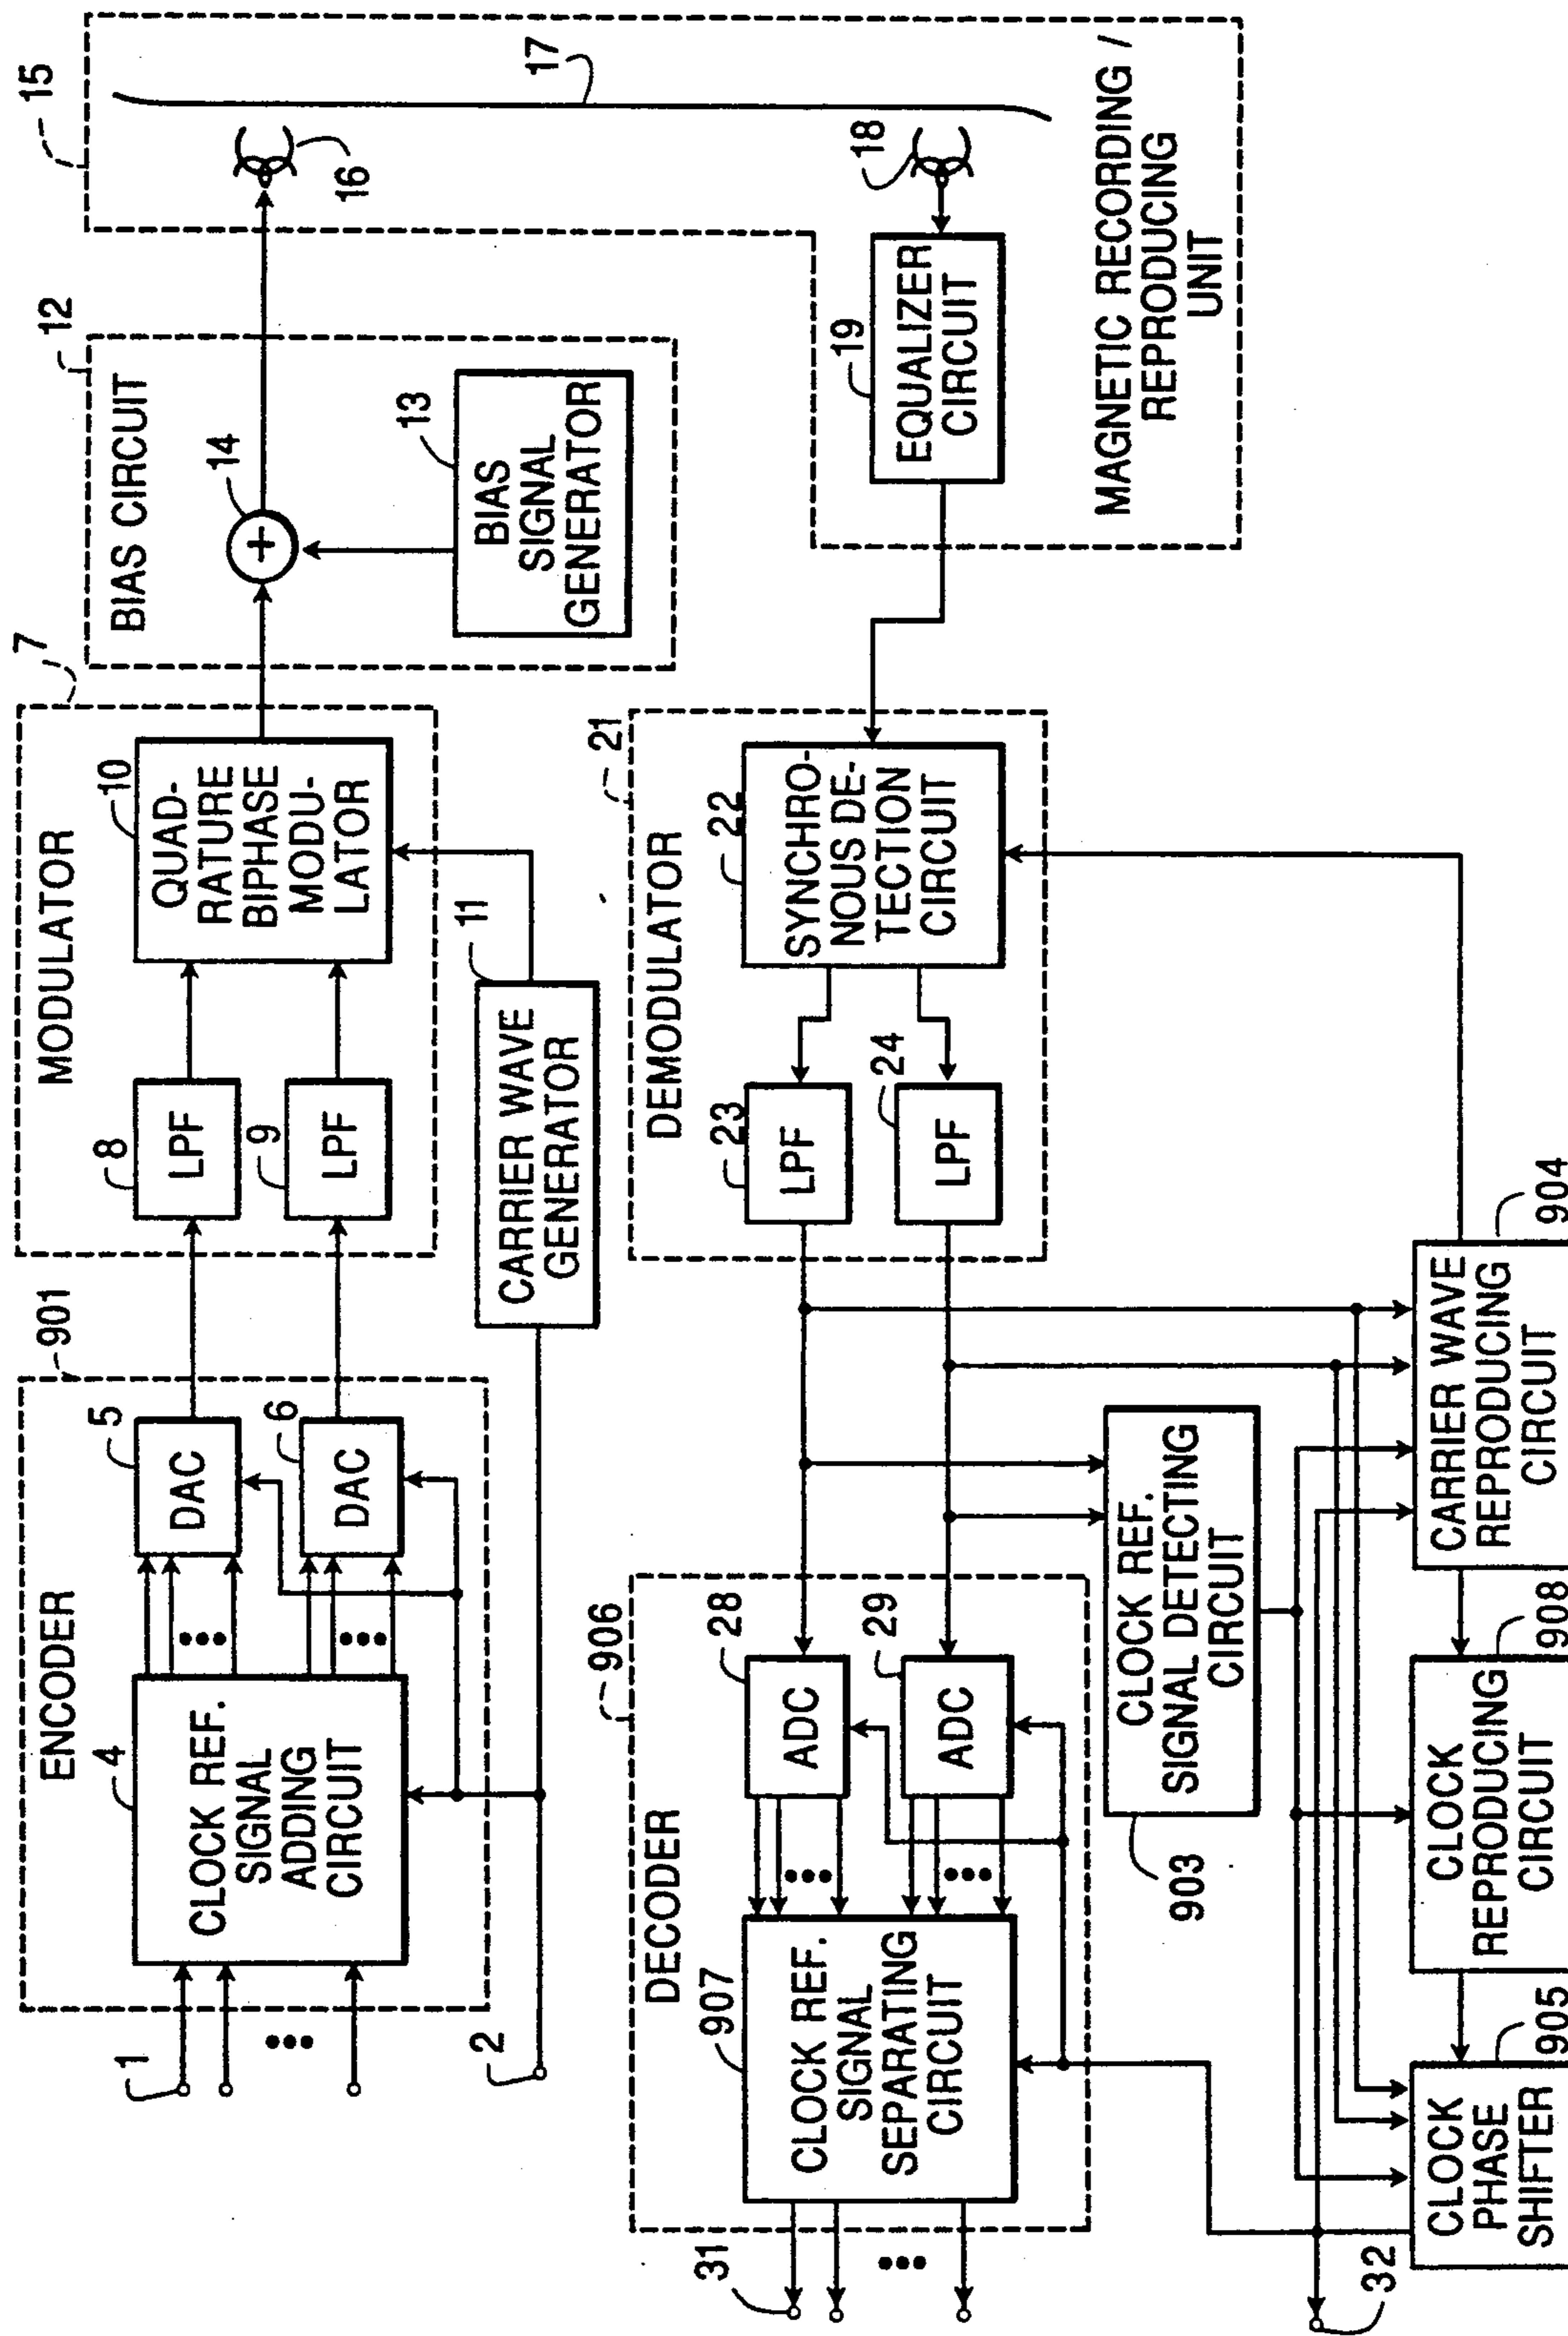 1
2
ENCODER
901
4
CLOCK REF.
SIGNAL
ADDING
CIRCUIT
5
DAC
6
DAC
MODULATOR
7
8
LPF
9
LPF
10
QUAD-
RATURE
BIPHASE
MODU-
LATOR
11
CARRIER WAVE
GENERATOR
BIAS CIRCUIT
12
14
+
13
BIAS
SIGNAL
GENERATOR
15
16
17
18
19
EQUALIZER
CIRCUIT
MAGNETIC RECORDING /
REPRODUCING
UNIT
DEMODULATOR
21
22
SYNCHRO-
NOUS DE-
TECTION
CIRCUIT
23
LPF
24
LPF
DECODER
906
28
ADC
29
ADC
907
CLOCK REF.
SIGNAL
SEPARATING
CIRCUIT
31
903
CLOCK REF.
SIGNAL DETECTING
CIRCUIT
904
CARRIER WAVE
REPRODUCING
CIRCUIT
908
CLOCK
REPRODUCING
CIRCUIT
905
CLOCK
PHASE
SHIFTER
32